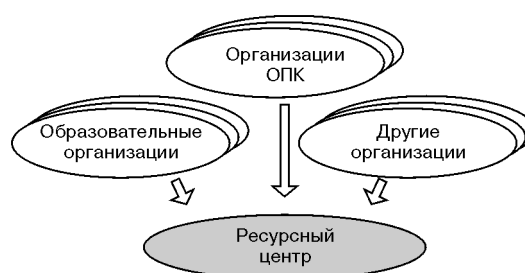 Организации
ОПК
Образовательные
организации
Другие
организации
Ресурсный
центр